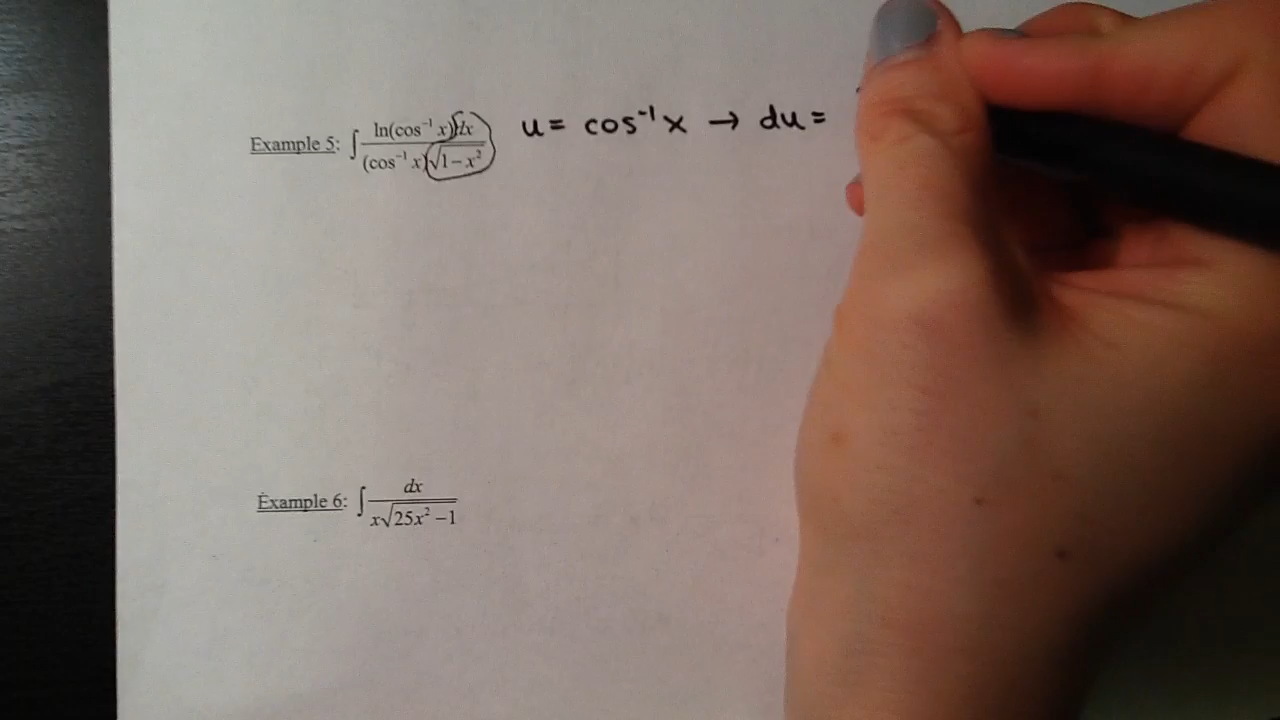 Example 5: ∫ ln(cos⁻¹ x)dx / (cos⁻¹ x)√(1−x²) u = cos⁻¹x → du =
Example 6: ∫ dx / x√(25x² −1)